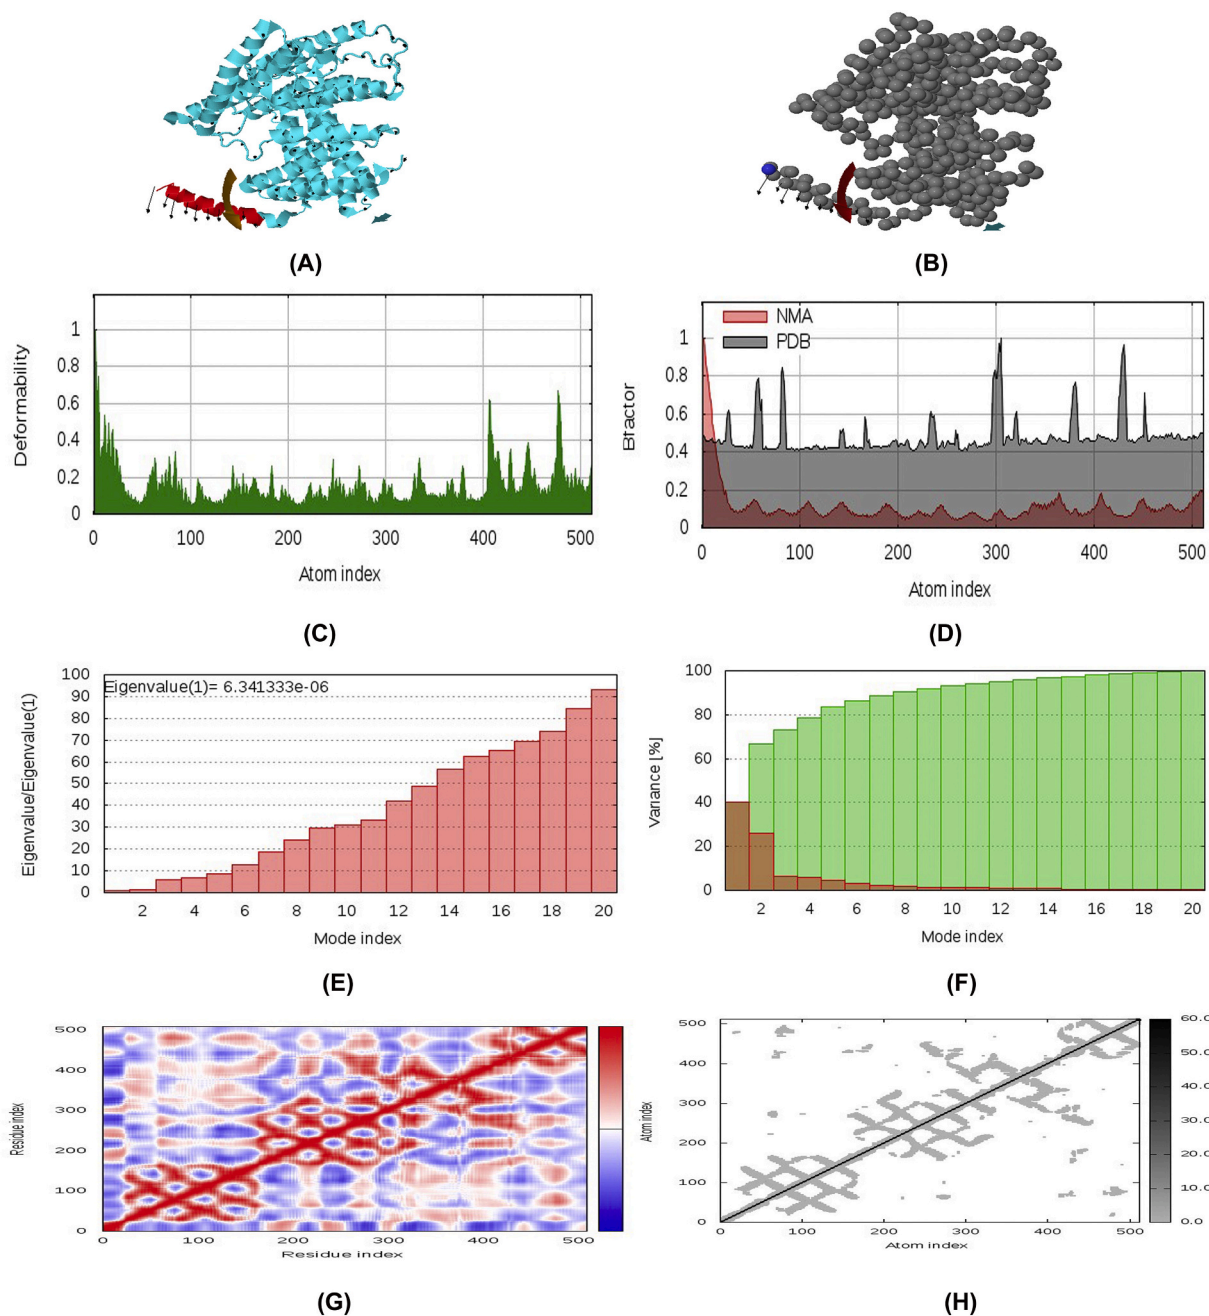 (A)
(B)
Deformability
1
0.8
0.6
0.4
0.2
0
0 100 200 300 400 500
Atom index
(C)
Bfactor
NMA
PDB
1
0.8
0.6
0.4
0.2
0
0 100 200 300 400 500
Atom index
(D)
Eigenvalue/Eigenvalue(1)
Eigenvalue(1)= 6.341333e-06
100
90
80
70
60
50
40
30
20
10
0
2 4 6 8 10 12 14 16 18 20
Mode index
(E)
Variance [%]
100
80
60
40
20
0
2 4 6 8 10 12 14 16 18 20
Mode index
(F)
Residue index
500
400
300
200
100
0
0 100 200 300 400 500
Residue index
(G)
Atom index
500
400
300
200
100
0
0 100 200 300 400 500
Atom index
60.
50.
40.
30.
20.
10.
0.0
(H)